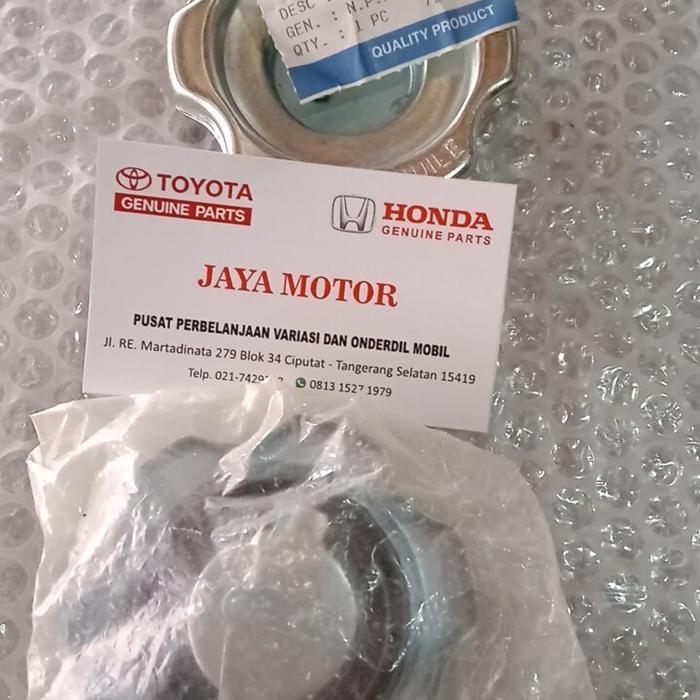 DESC
GEN. : N.P.
QTY. : 1 PC
QUALITY PRODUCT
TOYOTA
GENUINE PARTS
HONDA
GENUINE PARTS
JAYA MOTOR
PUSAT PERBELANJAAN VARIASI DAN ONDERDIL MOBIL
Jl. RE. Martadinata 279 Blok 34 Ciputat - Tangerang Selatan 15419
Telp. 021-7429 0813 1527 1979